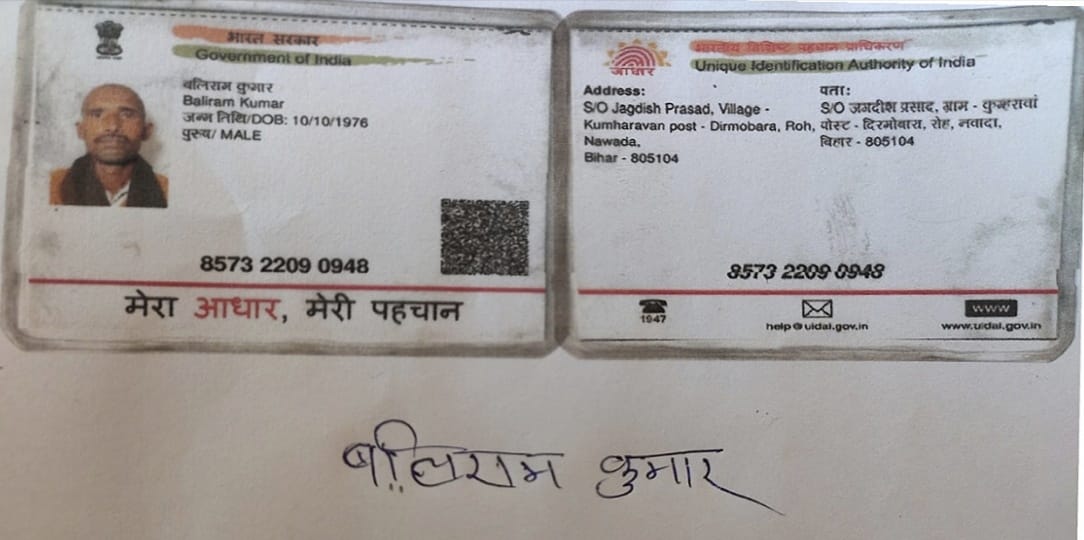 भारत सरकार
Government of India
बलिराम कुमार
Baliram Kumar
जन्म तिथि/DOB: 10/10/1976
पुरुष/ MALE
8573 2209 0948
मेरा आधार, मेरी पहचान
भारतीय विशिष्ट पहचान प्राधिकरण
Unique Identification Authority of India
आधार
Address:
S/O Jagdish Prasad, Village -
Kumharavan post - Dirmobara, Roh,
Nawada,
Bihar - 805104
पता:
S/O जगदीश प्रसाद, ग्राम - कुम्हरावां
पोस्ट - दिरमोबारा, रोह, नवादा,
बिहार - 805104
8573 2209 0948
1947
help@uidai.gov.in
www
www.uidai.gov.in
बलिराम कुमार